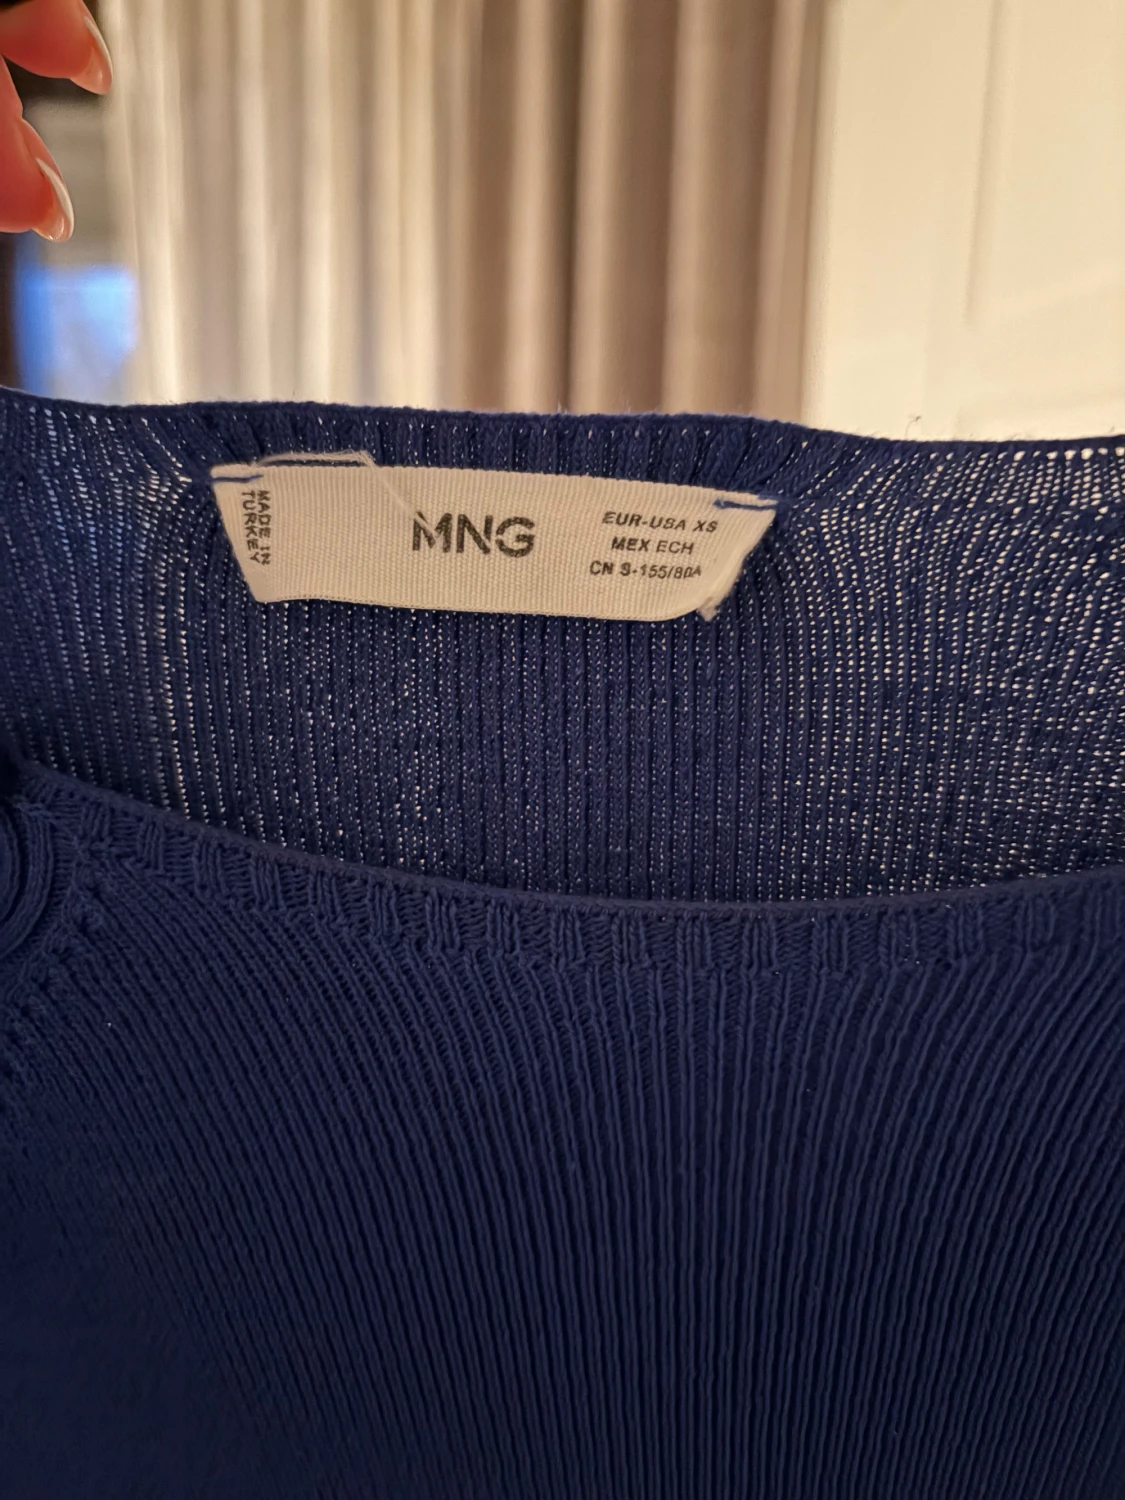 MADE IN
TURKEY
MNG
EUR-USA XS
MEX ECH
CN S-155/80A